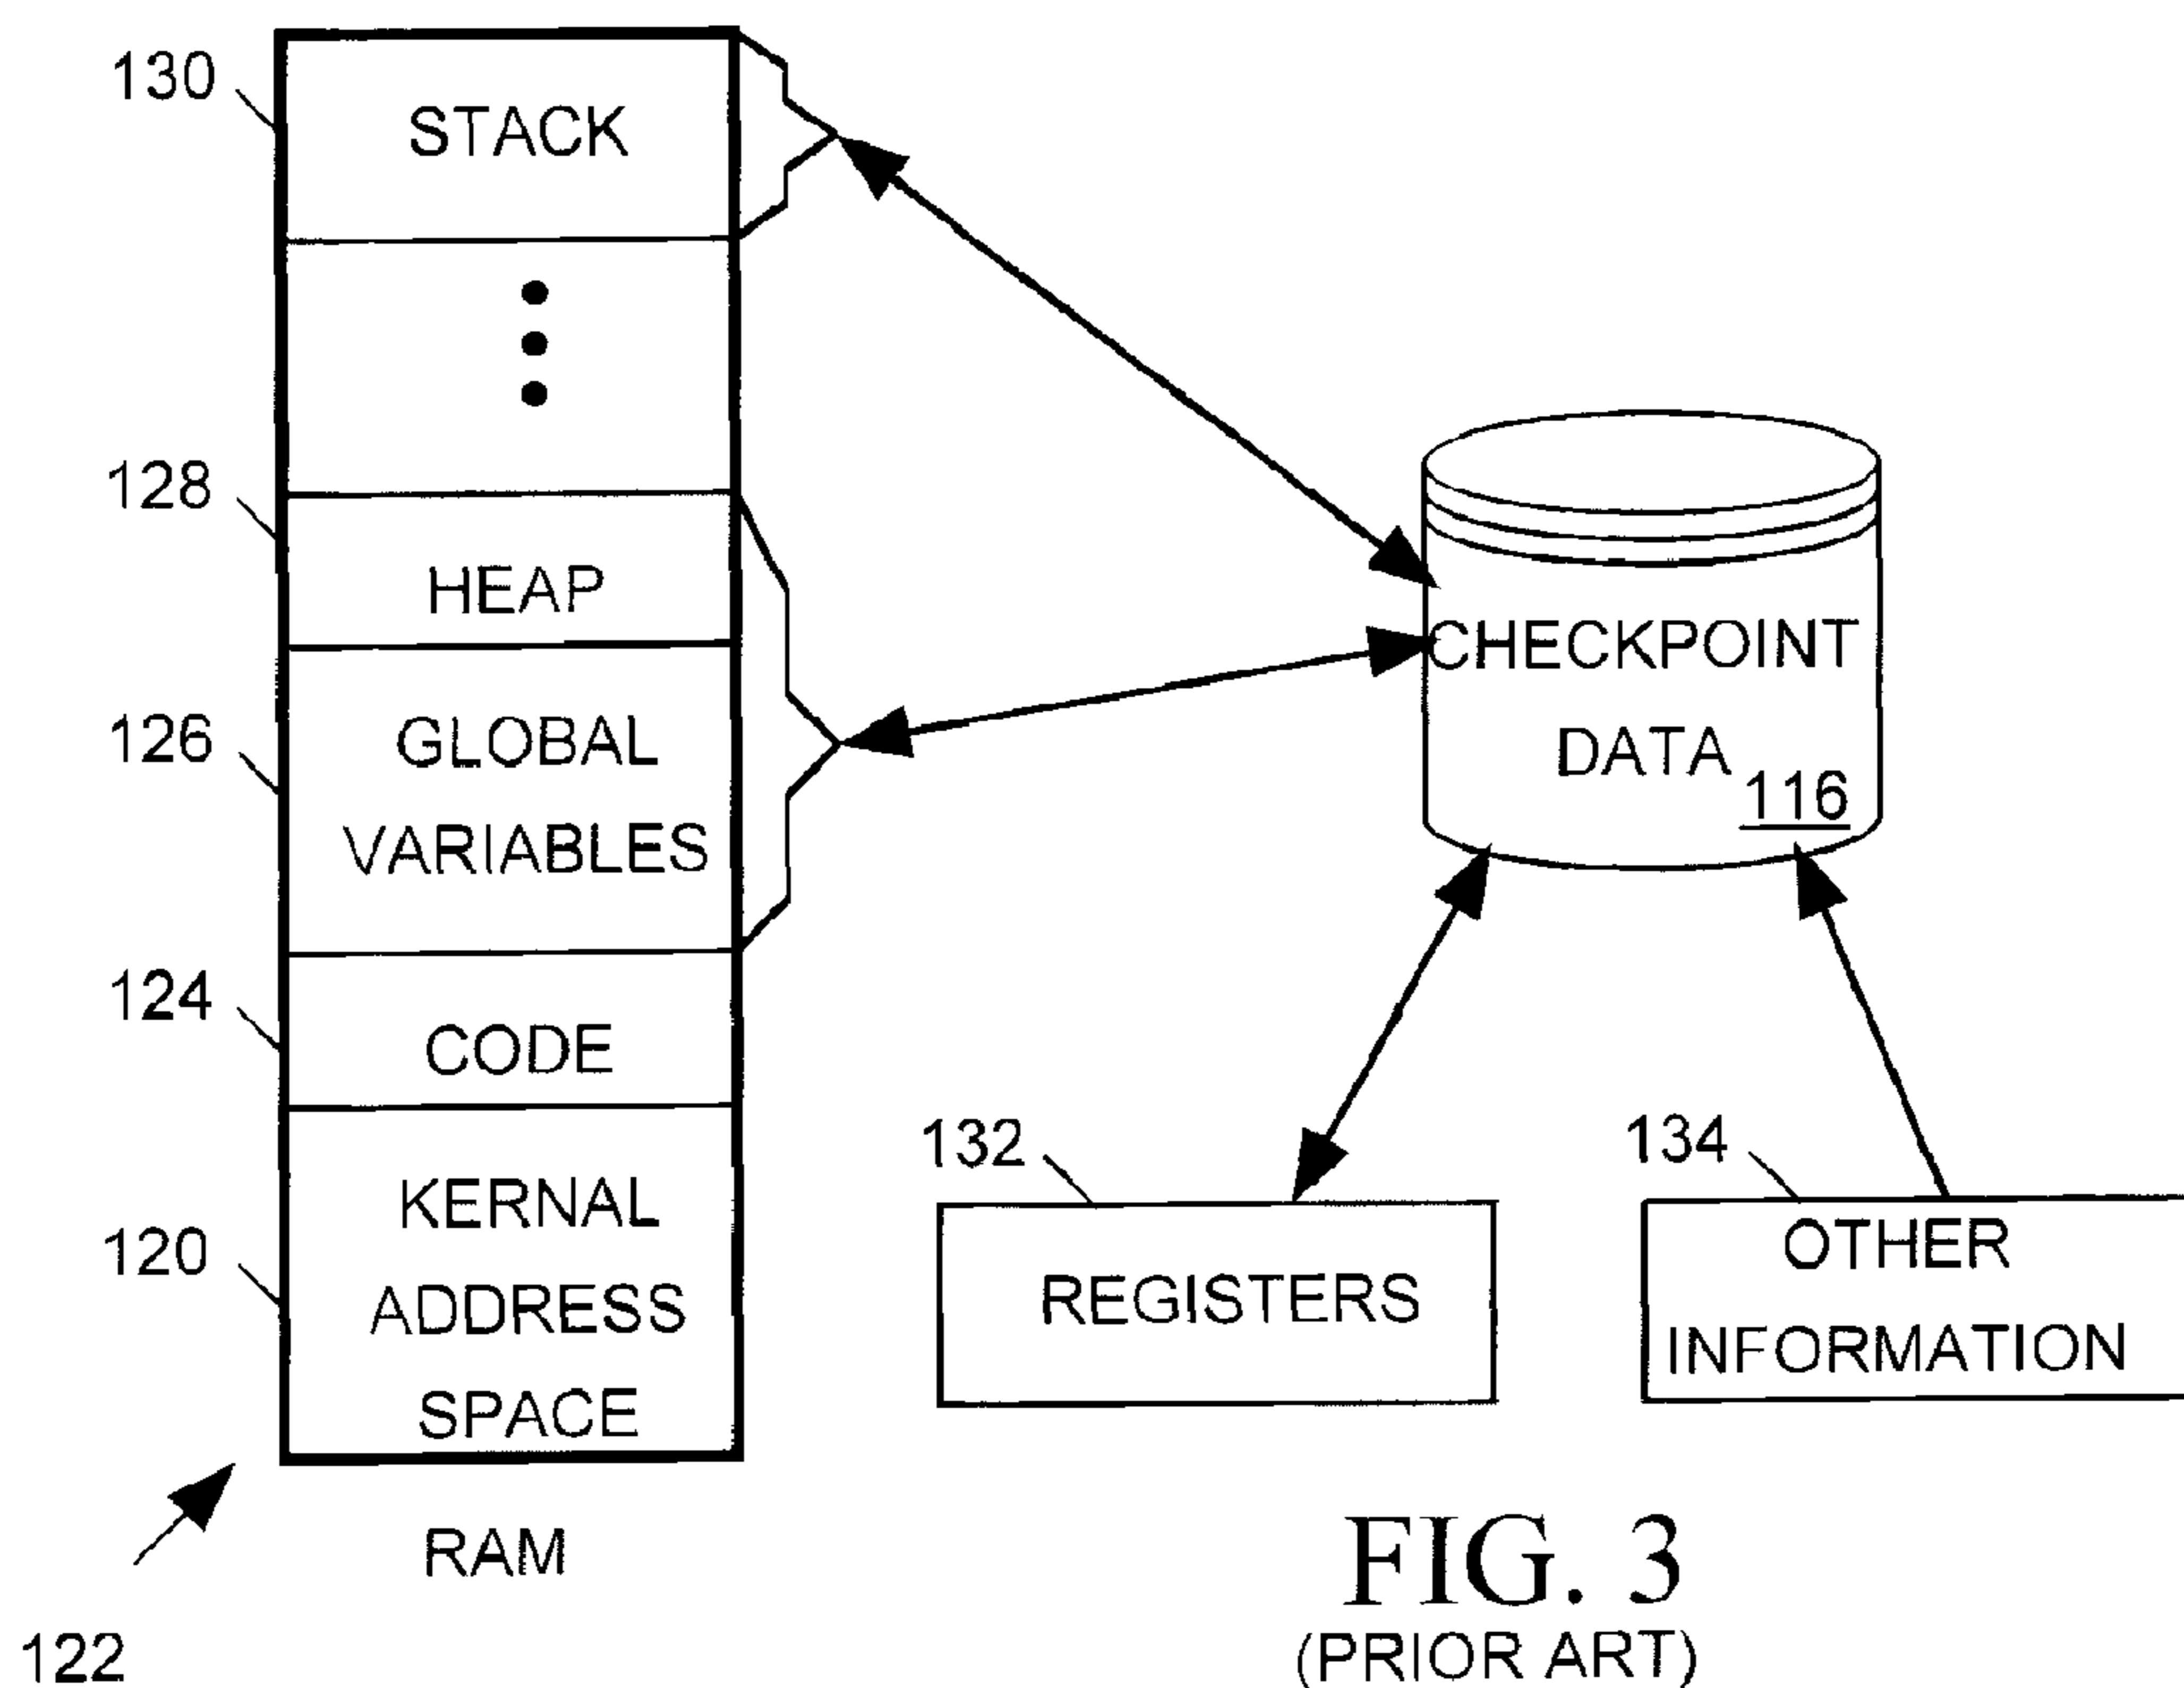 130
STACK
128
HEAP
126
GLOBAL
VARIABLES
124
CODE
120
KERNAL
ADDRESS
SPACE
RAM
122
CHECKPOINT
DATA
116
132
REGISTERS
134
OTHER
INFORMATION
FIG. 3
(PRIOR ART)